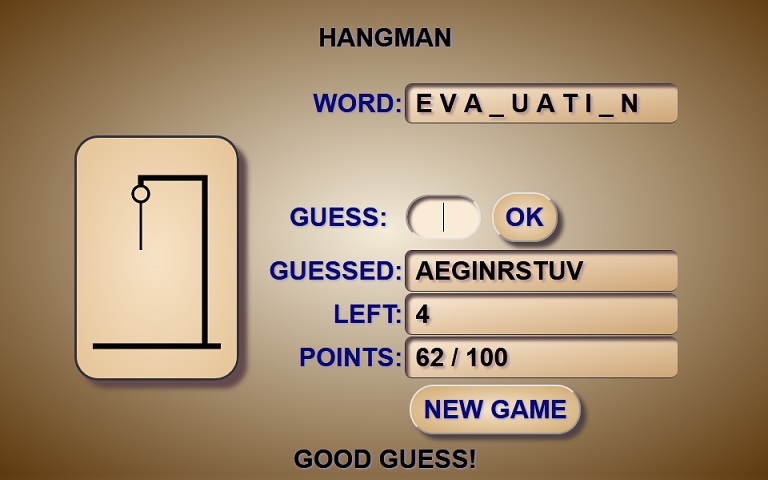 HANGMAN
WORD: E V A _ U A T I _ N
GUESS: OK
GUESSED: AEGINRSTUV
LEFT: 4
POINTS: 62 / 100
NEW GAME
GOOD GUESS!